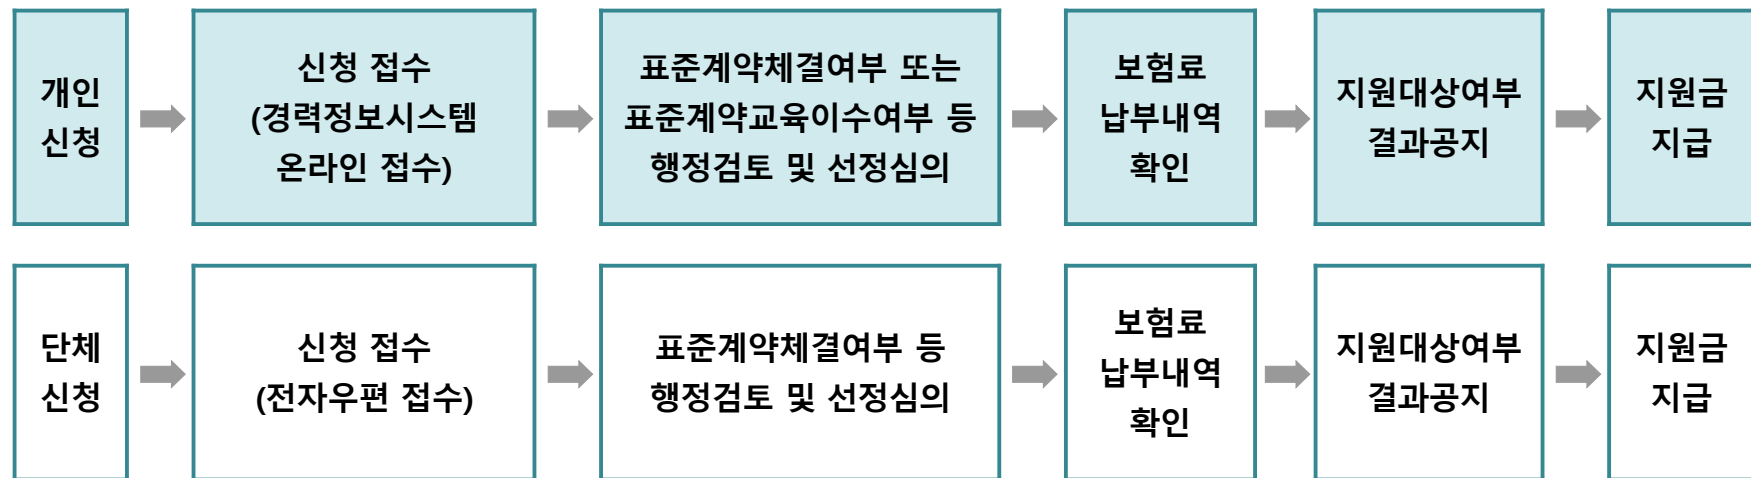 개인
신청
신청 접수
(경력정보시스템
온라인 접수)
표준계약체결여부 또는
표준계약교육이수여부 등
행정검토 및 선정심의
보험료
납부내역
확인
지원대상여부
결과공지
지원금
지급
단체
신청
신청 접수
(전자우편 접수)
표준계약체결여부 등
행정검토 및 선정심의
보험료
납부내역
확인
지원대상여부
결과공지
지원금
지급